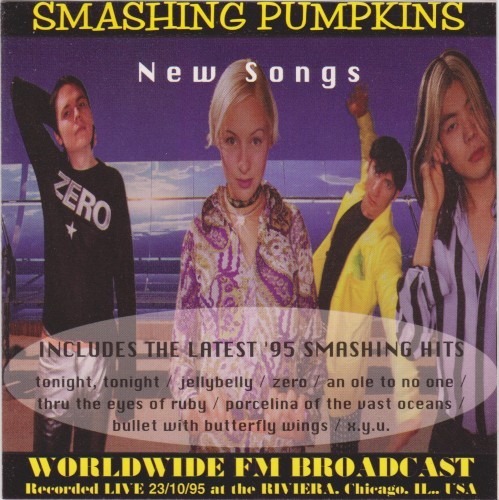 SMASHING PUMPKINS
New Songs
ZERO
INCLUDES THE LATEST '95 SMASHING HITS
tonight, tonight / jellybelly / zero / an ole to no one /
thru the eyes of ruby / porcelina of the vast oceans /
bullet with butterfly wings / x.y.u.
WORLDWIDE FM BROADCAST
Recorded LIVE 23/10/95 at the RIVIERA, Chicago, IL., USA